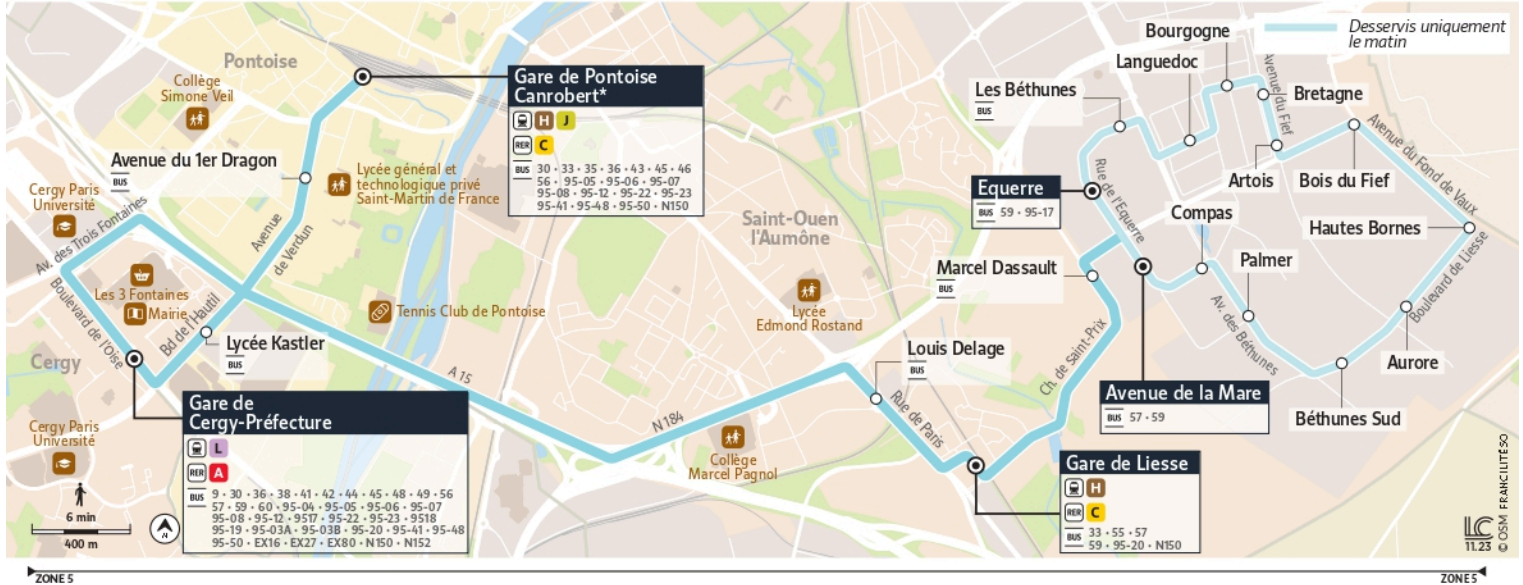 Desservis uniquement
le matin
Pontoise
Collège
Simone Veil
Gare de Pontoise
Canrobert*
H J
RER C
BUS 30 · 33 · 35 · 36 · 43 · 45 · 46
56 · 95-05 · 95-06 · 95-07
95-08 · 95-12 · 95-22 · 95-23
95-41 · 95-48 · 95-50 · N150
Avenue du 1er Dragon
BUS
Lycée général et
technologique privé
Saint-Martin de France
Cergy Paris
Université
Av. des Trois Fontaines
Avenue
de Verdun
Les 3 Fontaines
Mairie
Boulevard de l'Oise
Bd de l'Hautil
Cergy
Lycée Kastler
BUS
Tennis Club de Pontoise
Gare de
Cergy-Préfecture
L
RER A
BUS 9 · 30 · 36 · 38 · 41 · 42 · 44 · 45 · 48 · 49 · 56
57 · 59 · 60 · 95-04 · 95-05 · 95-06 · 95-07
95-08 · 95-12 · 9517 · 95-22 · 95-23 · 9518
95-19 · 95-03A · 95-03B · 95-20 · 95-41 · 95-48
95-50 · EX16 · EX27 · EX80 · N150 · N152
Cergy Paris
Université
6 min
400 m
N
A 15
N 184
Collège
Marcel Pagnol
Saint-Ouen
l'Aumône
Lycée
Edmond Rostand
Louis Delage
BUS
Rue de Paris
Gare de Liesse
H
RER C
BUS 33 · 55 · 57
59 · 95-20 · N150
Ch. de Saint-Prix
Marcel Dassault
BUS
Equerre
BUS 59 · 95-17
Rue de l'Equerre
Les Béthunes
BUS
Languedoc
Bourgogne
Avenue du Fief
Bretagne
Artois
Bois du Fief
Avenue du Fond de Vaux
Hautes Bornes
Boulevard de Liesse
Aurore
Béthunes Sud
Av. des Béthunes
Palmer
Compas
Avenue de la Mare
BUS 57 · 59
LC
11.23
© OSM FRANCILITÉ SO
ZONE 5
ZONE 5